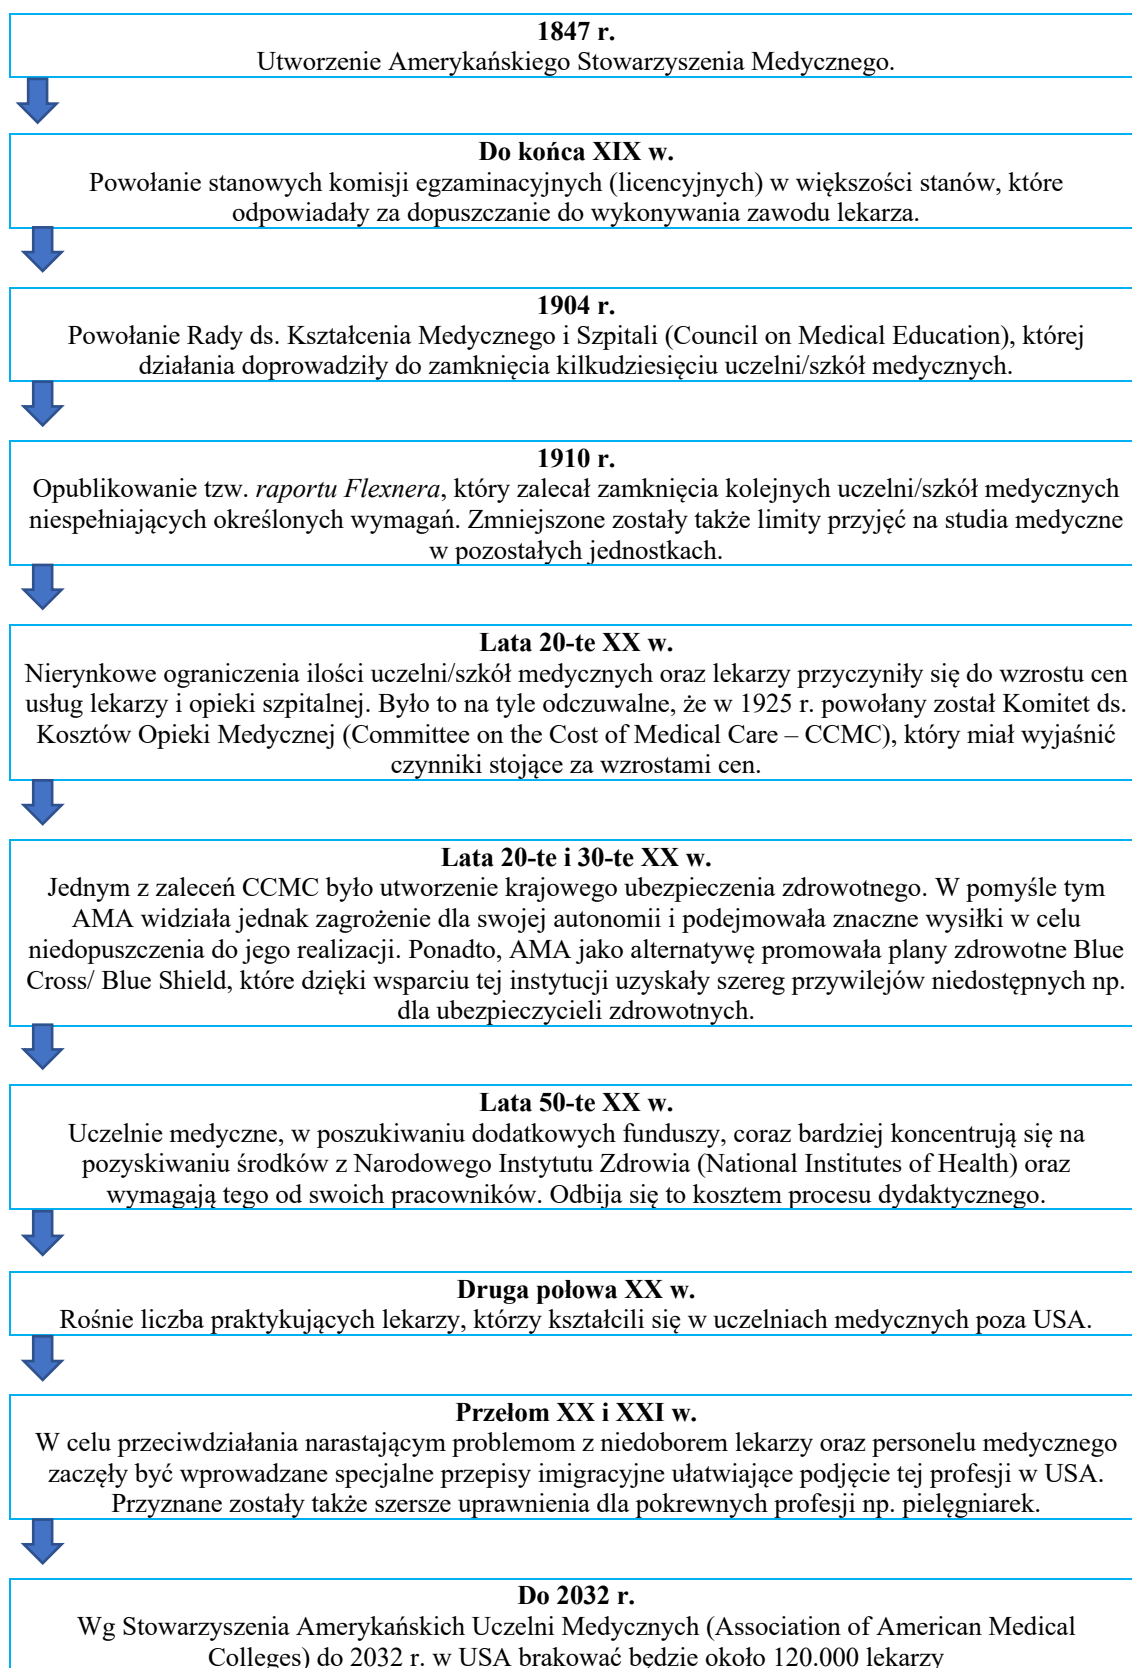 1847 r.
Utworzenie Amerykańskiego Stowarzyszenia Medycznego.
Do końca XIX w.
Powołanie stanowych komisji egzaminacyjnych (licencyjnych) w większości stanów, które
odpowiadały za dopuszczanie do wykonywania zawodu lekarza.
1904 r.
Powołanie Rady ds. Kształcenia Medycznego i Szpitali (Council on Medical Education), której
działania doprowadziły do zamknięcia kilkudziesięciu uczelni/szkół medycznych.
1910 r.
Opublikowanie tzw. raportu Flexnera, który zalecał zamknięcia kolejnych uczelni/szkół medycznych
niespełniających określonych wymagań. Zmniejszone zostały także limity przyjęć na studia medyczne
w pozostałych jednostkach.
Lata 20-te XX w.
Nierynkowe ograniczenia ilości uczelni/szkół medycznych oraz lekarzy przyczyniły się do wzrostu cen
usług lekarzy i opieki szpitalnej. Było to na tyle odczuwalne, że w 1925 r. powołany został Komitet ds.
Kosztów Opieki Medycznej (Committee on the Cost of Medical Care – CCMC), który miał wyjaśnić
czynniki stojące za wzrostami cen.
Lata 20-te i 30-te XX w.
Jednym z zaleceń CCMC było utworzenie krajowego ubezpieczenia zdrowotnego. W pomyśle tym
AMA widziała jednak zagrożenie dla swojej autonomii i podejmowała znaczne wysiłki w celu
niedopuszczenia do jego realizacji. Ponadto, AMA jako alternatywę promowała plany zdrowotne Blue
Cross/ Blue Shield, które dzięki wsparciu tej instytucji uzyskały szereg przywilejów niedostępnych np.
dla ubezpieczycieli zdrowotnych.
Lata 50-te XX w.
Uczelnie medyczne, w poszukiwaniu dodatkowych funduszy, coraz bardziej koncentrują się na
pozyskiwaniu środków z Narodowego Instytutu Zdrowia (National Institutes of Health) oraz
wymagają tego od swoich pracowników. Odbija się to kosztem procesu dydaktycznego.
Druga połowa XX w.
Rośnie liczba praktykujących lekarzy, którzy kształcili się w uczelniach medycznych poza USA.
Przełom XX i XXI w.
W celu przeciwdziałania narastającym problemom z niedoborem lekarzy oraz personelu medycznego
zaczęły być wprowadzane specjalne przepisy imigracyjne ułatwiające podjęcie tej profesji w USA.
Przyznane zostały także szersze uprawnienia dla pokrewnych profesji np. pielęgniarek.
Do 2032 r.
Wg Stowarzyszenia Amerykańskich Uczelni Medycznych (Association of American Medical
Colleges) do 2032 r. w USA brakować będzie około 120.000 lekarzy